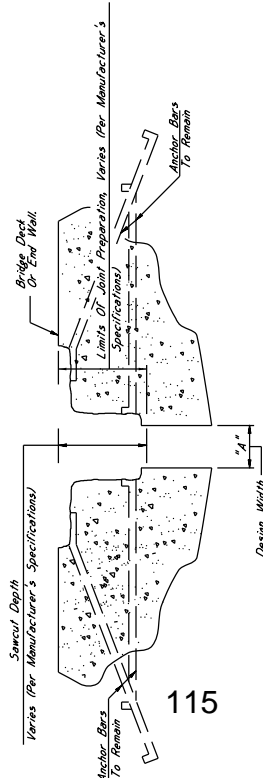 Sawcut Depth
Varies (Per Manufacturer's Specifications)
Bridge Deck
Or End Wall.
Limits Of Joint Preparation, Varies (Per Manufacturer's
Specifications)
Anchor Bars
To Remain
Anchor Bars
To Remain
"A"
Design Width
115